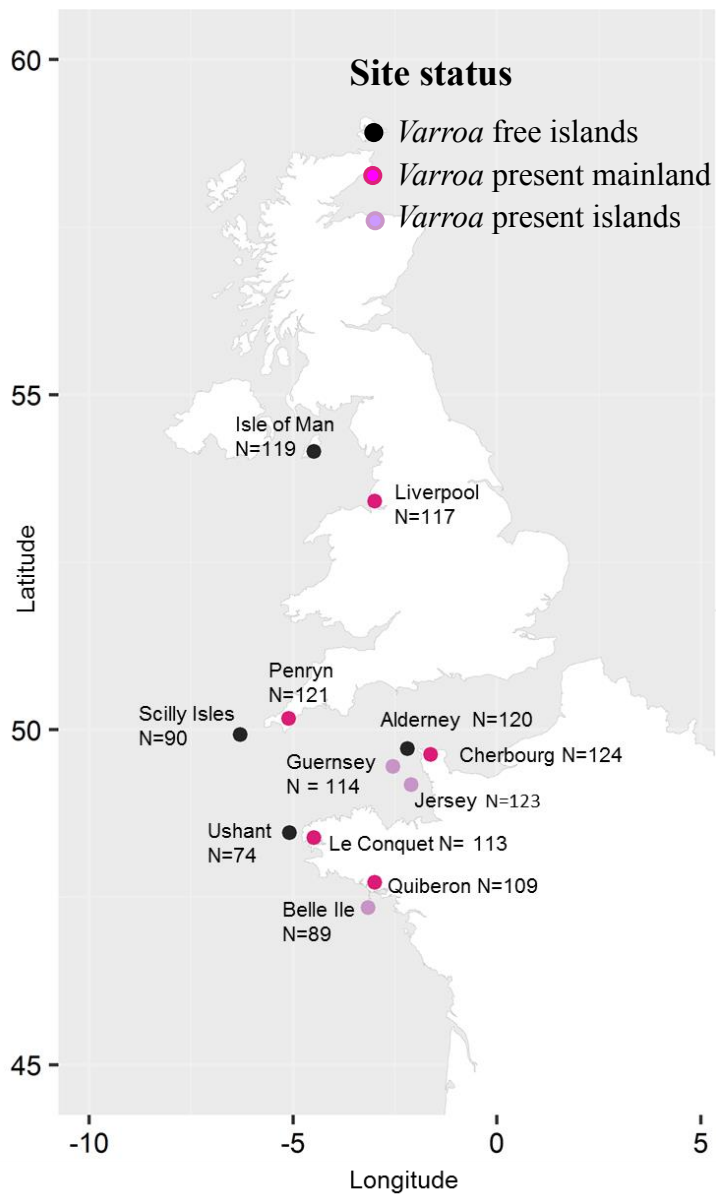 Site status
Varroa free islands
Varroa present mainland
Varroa present islands
60
55
50
45
Latitude
Isle of Man
N=119
Liverpool
N=117
Penryn
N=121
Scilly Isles
N=90
Alderney N=120
Cherbourg N=124
Guernsey
N = 114
Jersey N=123
Ushant
N=74
Le Conquet N= 113
Quiberon N=109
Belle Ile
N=89
-10 -5 0 5
Longitude